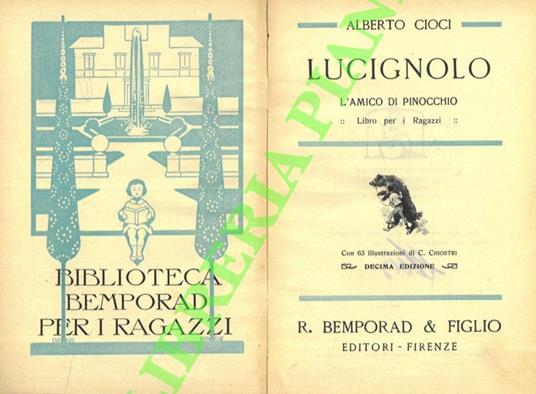 BIBLIOTECA
BEMPORAD
PER I RAGAZZI
ALBERTO CIOCI
LUCIGNOLO
L'AMICO DI PINOCCHIO
:: Libro per i Ragazzi ::
Con 63 illustrazioni di C. CHIOSTRI
DECIMA EDIZIONE
R. BEMPORAD & FIGLIO
EDITORI - FIRENZE
LIBRERIA PIANI